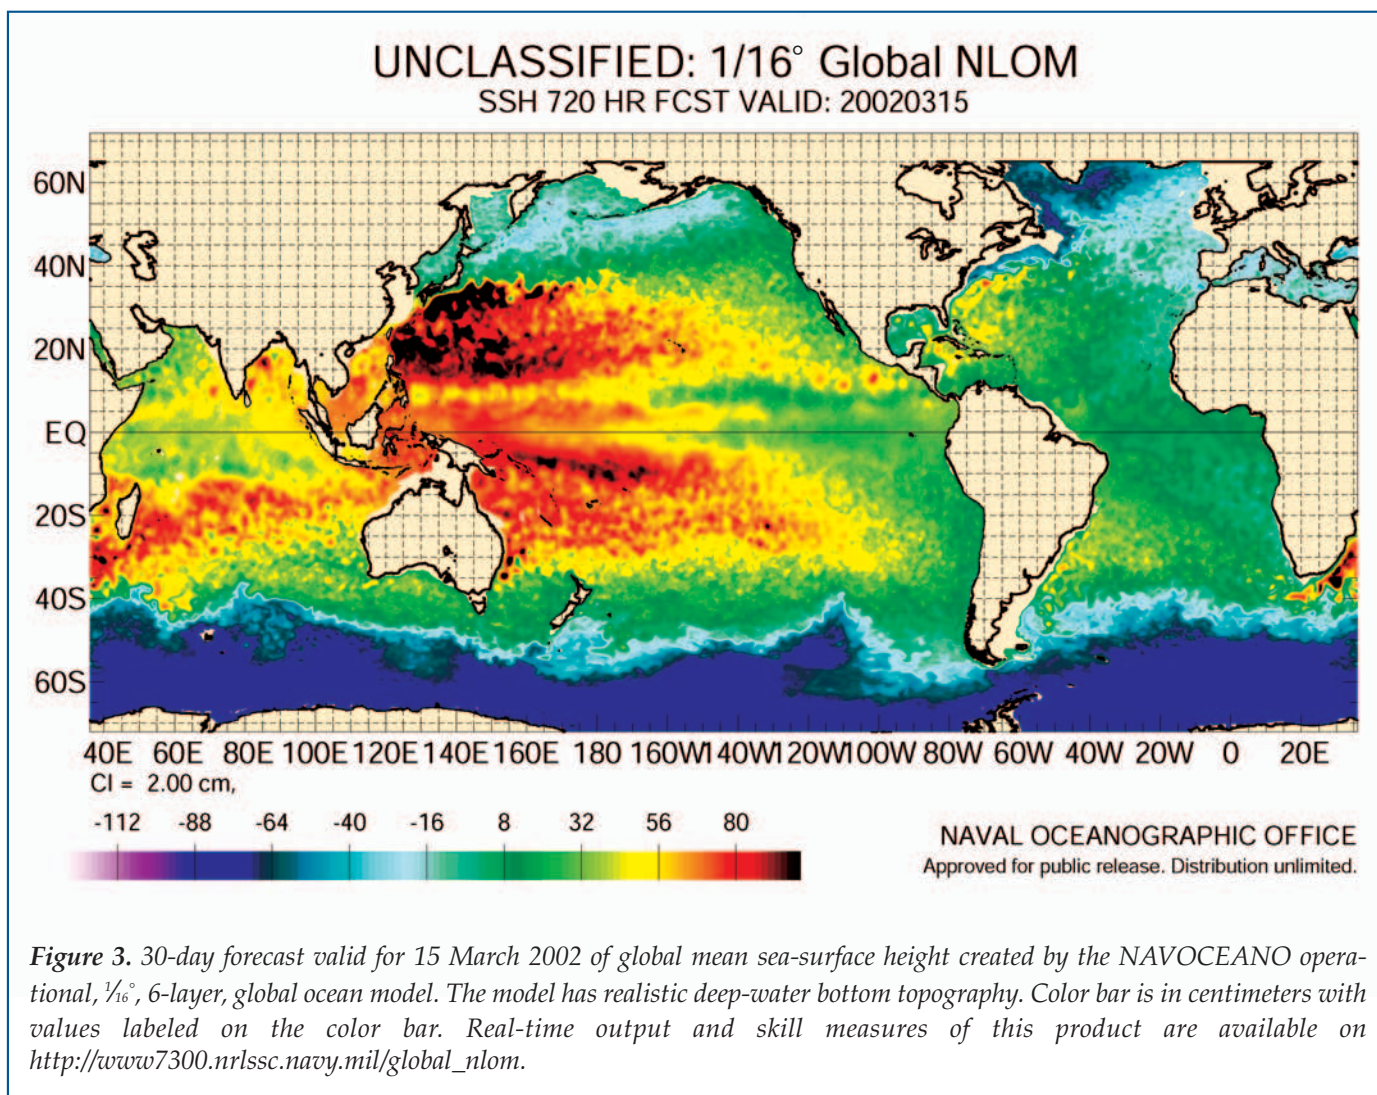 UNCLASSIFIED: 1/16° Global NLOM
SSH 720 HR FCST VALID: 20020315
60N
40N
20N
EQ
20S
40S
60S
40E 60E 80E 100E 120E 140E 160E 180 160W 140W 120W 100W 80W 60W 40W 20W 0 20E
CI = 2.00 cm,
-112 -88 -64 -40 -16 8 32 56 80
NAVAL OCEANOGRAPHIC OFFICE
Approved for public release. Distribution unlimited.
Figure 3. 30-day forecast valid for 15 March 2002 of global mean sea-surface height created by the NAVOCEANO opera-
tional, 1/16°, 6-layer, global ocean model. The model has realistic deep-water bottom topography. Color bar is in centimeters with
values labeled on the color bar. Real-time output and skill measures of this product are available on
http://www7300.nrlssc.navy.mil/global_nlom.